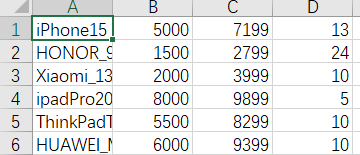 A B C D
1 iPhone15 5000 7199 13
2 HONOR_9 1500 2799 24
3 Xiaomi_13 2000 3999 10
4 ipadPro20 8000 9899 5
5 ThinkPadT 5500 8299 10
6 HUAWEI_M 6000 9399 10